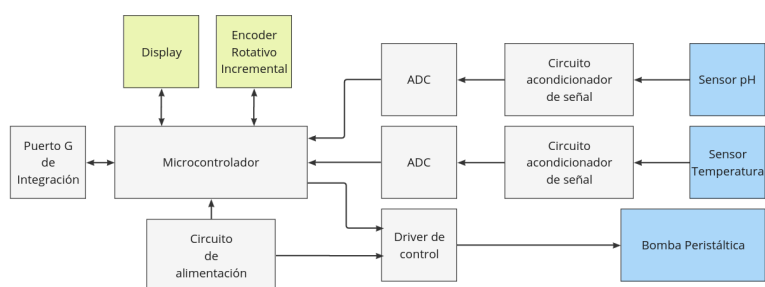 Display
Encoder
Rotativo
Incremental
ADC
Circuito
acondicionador
de señal
Sensor pH
Puerto G
de
Integración
Microcontrolador
ADC
Circuito
acondicionador
de señal
Sensor
Temperatura
Circuito
de
alimentación
Driver de
control
Bomba Peristáltica